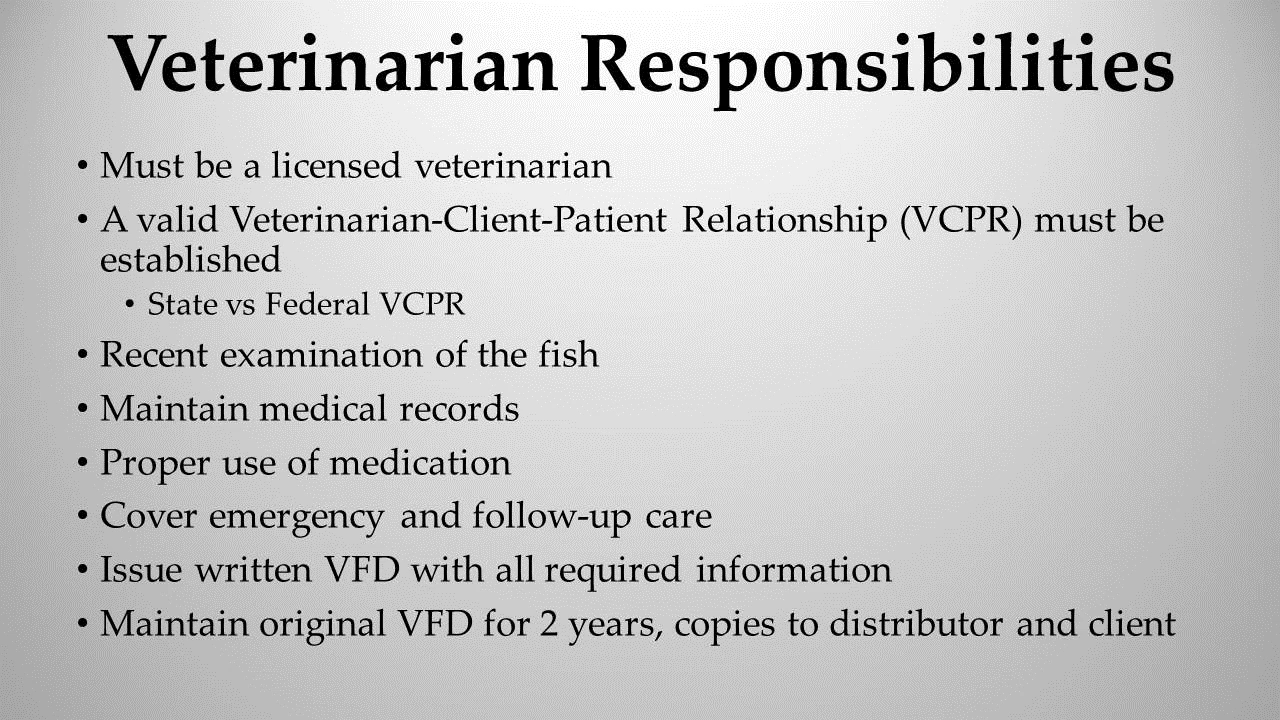 Veterinarian Responsibilities
• Must be a licensed veterinarian
• A valid Veterinarian-Client-Patient Relationship (VCPR) must be
established
• State vs Federal VCPR
• Recent examination of the fish
• Maintain medical records
• Proper use of medication
• Cover emergency and follow-up care
• Issue written VFD with all required information
• Maintain original VFD for 2 years, copies to distributor and client